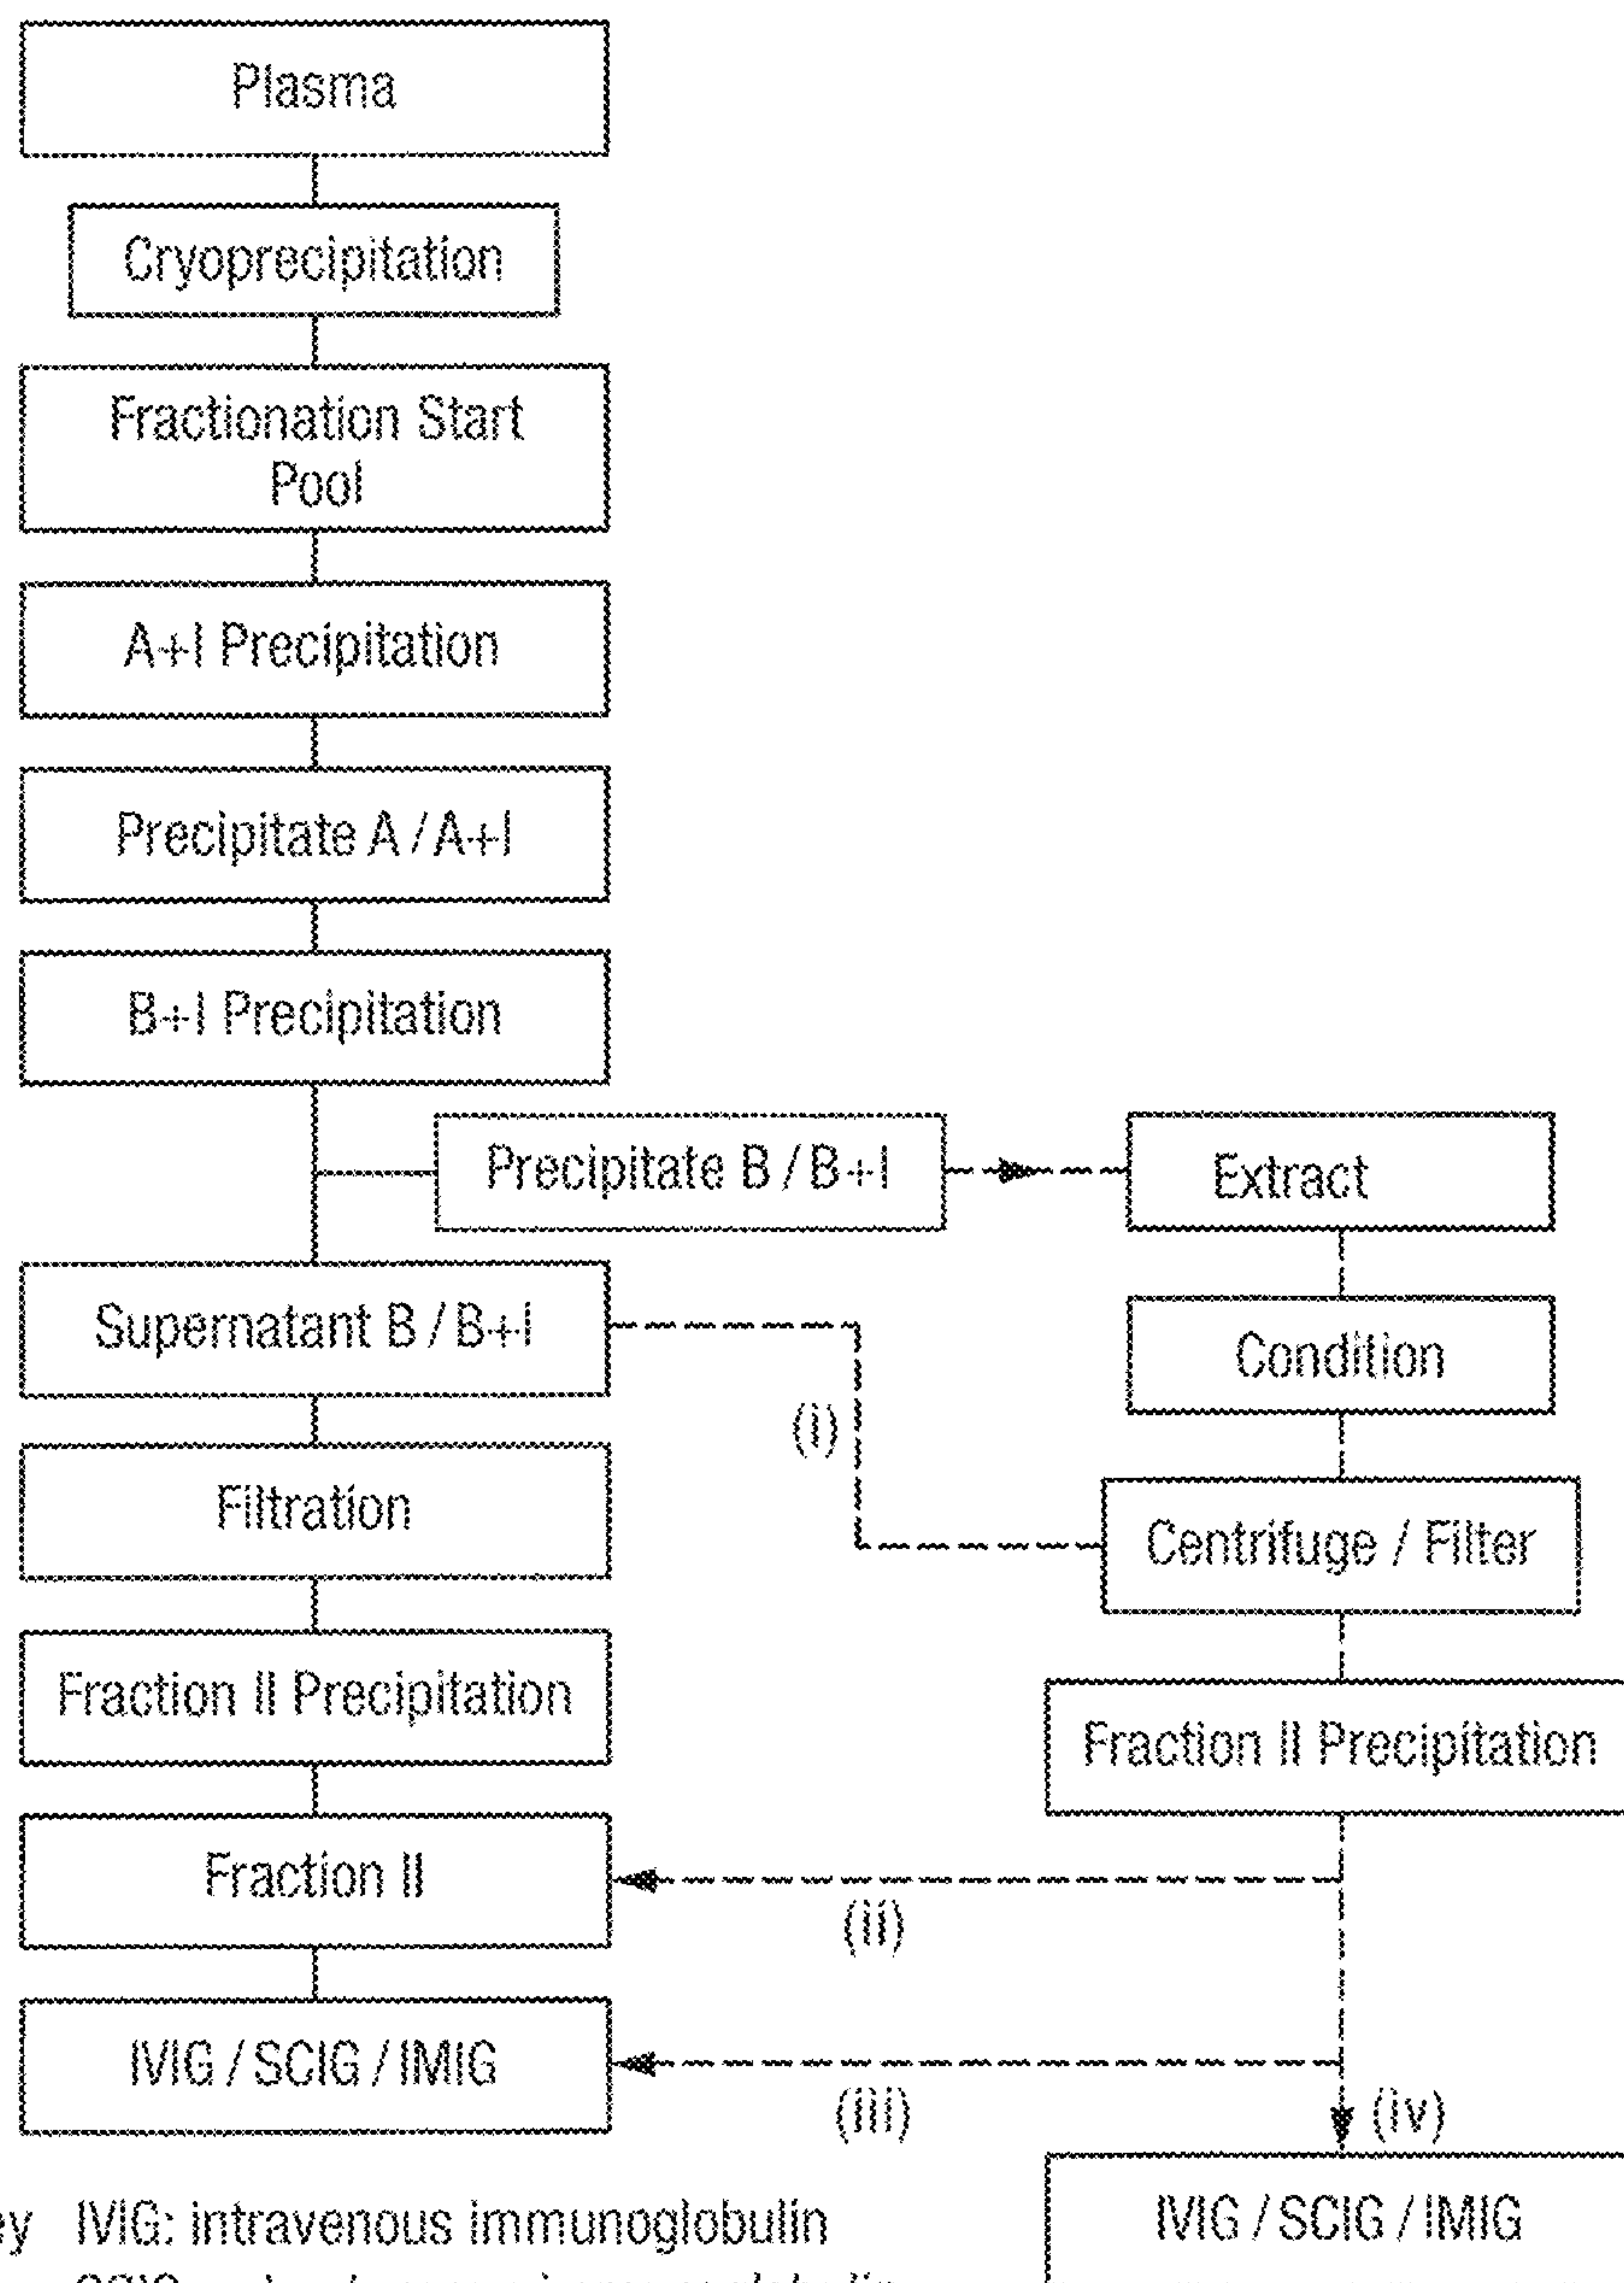 Plasma
Cryoprecipitation
Fractionation Start
Pool
A+I Precipitation
Precipitate A / A+I
B+I Precipitation
Precipitate B / B+I
Extract
Supernatant B / B+I
Condition
(i)
Filtration
Centrifuge / Filter
Fraction II Precipitation
Fraction II Precipitation
Fraction II
(ii)
IVIG / SCIG / IMIG
(iii)
(iv)
IVIG: intravenous immunoglobulin
IVIG / SCIG / IMIG